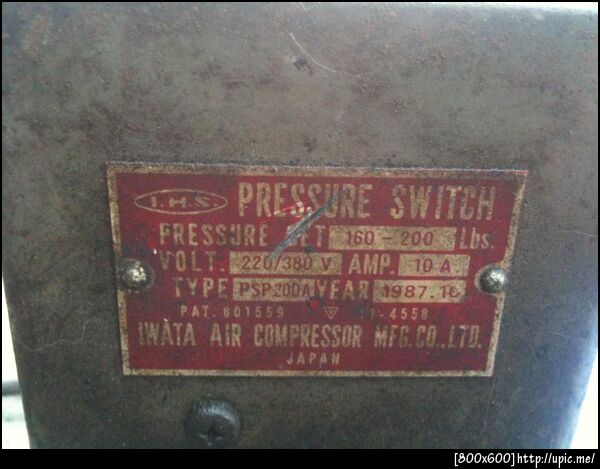 I.H.S. PRESSURE SWITCH
PRESSURE SET 160-200 Lbs.
VOLT. 220/380 V AMP. 10 A
TYPE PSP200A YEAR 1987.10
PAT. 801559 4558
IWATA AIR COMPRESSOR MFG.CO.,LTD.
JAPAN
[800x600]http://upic.me/